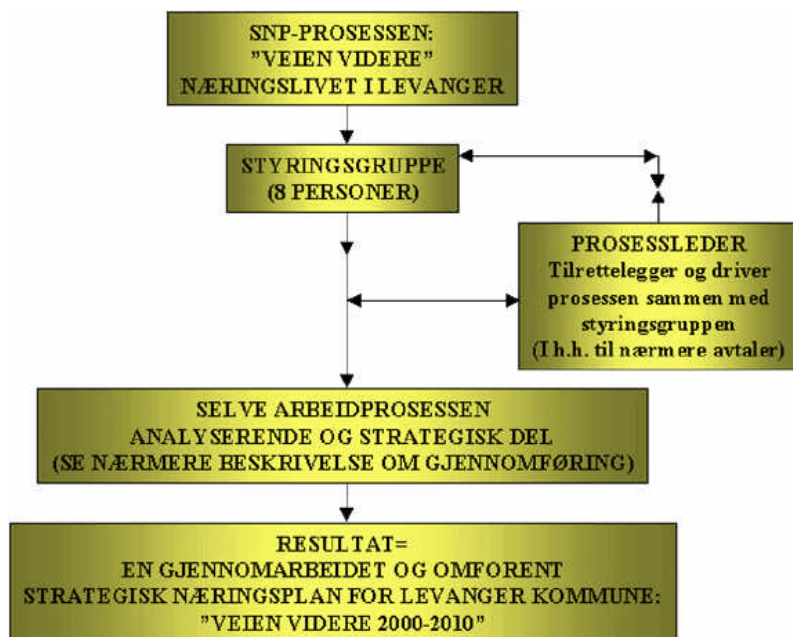 SNP-PROSESSEN:
"VEIEN VIDERE"
NÆRINGSLIVET I LEVANGER
STYRINGSGRUPPE
(8 PERSONER)
PROSESSLEDER
Tilrettelegger og driver
prosessen sammen med
styringsgruppen
(I h.h. til nærmere avtaler)
SELVE ARBEIDPROSESSEN
ANALYSERENDE OG STRATEGISK DEL
(SE NÆRMERE BESKRIVELSE OM GJENNOMFØRING)
RESULTAT=
EN GJENNOMARBEIDET OG OMFORENT
STRATEGISK NÆRINGSPLAN FOR LEVANGER KOMMUNE:
"VEIEN VIDERE 2000-2010"